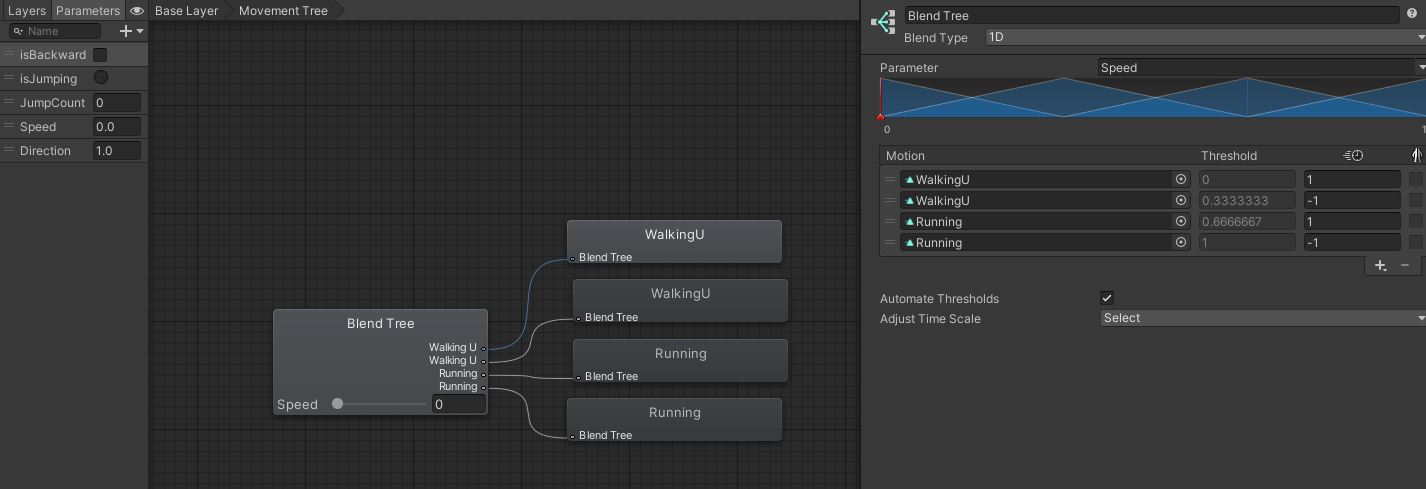 Layers Parameters
Name
isBackward
isJumping
JumpCount 0
Speed 0.0
Direction 1.0
Base Layer Movement Tree
WalkingU
Blend Tree
WalkingU
Blend Tree
Running
Blend Tree
Running
Blend Tree
Blend Tree
Walking U
Walking U
Running
Running
Speed 0
Blend Tree
Blend Type 1D
Parameter Speed
0 1
Motion Threshold
WalkingU 0 1
WalkingU 0.3333333 -1
Running 0.6666667 1
Running 1 -1
Automate Thresholds
Adjust Time Scale Select